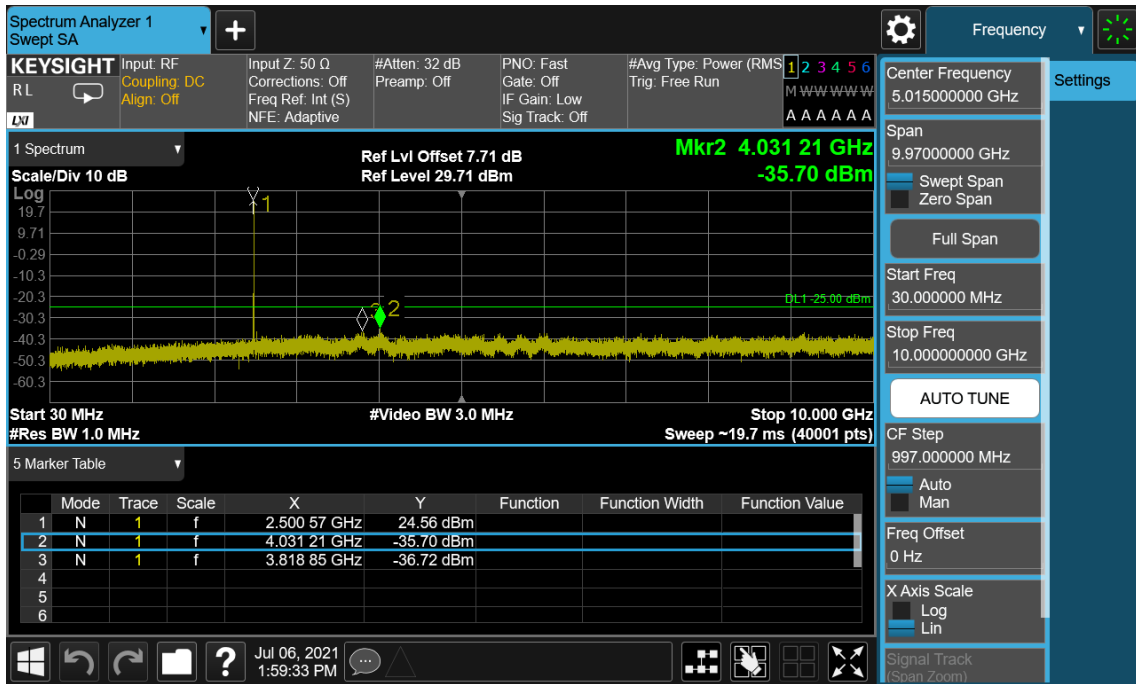 Spectrum Analyzer 1
Swept SA
+
Frequency
KEYSIGHT
RL
LXI
Input: RF
Coupling: DC
Align: Off
Input Z: 50 Ω
Corrections: Off
Freq Ref: Int (S)
NFE: Adaptive
#Atten: 32 dB
Preamp: Off
PNO: Fast
Gate: Off
IF Gain: Low
Sig Track: Off
#Avg Type: Power (RMS
Trig: Free Run
1 2 3 4 5 6
M W W W W W
A A A A A A
Center Frequency
5.015000000 GHz
Settings
Span
9.97000000 GHz
Swept Span
Zero Span
Full Span
Start Freq
30.000000 MHz
Stop Freq
10.000000000 GHz
AUTO TUNE
CF Step
997.000000 MHz
Auto
Man
Freq Offset
0 Hz
X Axis Scale
Log
Lin
Signal Track
(Span Zoom)
1 Spectrum
Scale/Div 10 dB
Ref Lvl Offset 7.71 dB
Ref Level 29.71 dBm
Mkr2 4.031 21 GHz
-35.70 dBm
Log
19.7
9.71
-0.29
-10.3
-20.3
-30.3
-40.3
-50.3
-60.3
1
3
2
DL1 -25.00 dBm
Start 30 MHz
#Video BW 3.0 MHz
Stop 10.000 GHz
#Res BW 1.0 MHz
Sweep ~19.7 ms (40001 pts)
5 Marker Table
Mode Trace Scale X Y Function Function Width Function Value
1 N 1 f 2.500 57 GHz 24.56 dBm
2 N 1 f 4.031 21 GHz -35.70 dBm
3 N 1 f 3.818 85 GHz -36.72 dBm
4
5
6
?
Jul 06, 2021
1:59:33 PM